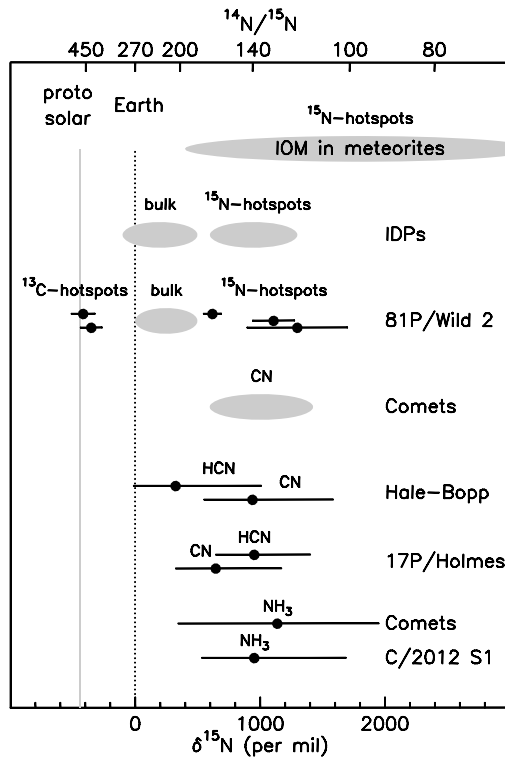 ¹⁴N/¹⁵N
450 270 200 140 100 80
proto
solar
Earth
¹⁵N-hotspots
IOM in meteorites
bulk ¹⁵N-hotspots
IDPs
¹³C-hotspots bulk ¹⁵N-hotspots
81P/Wild 2
CN
Comets
HCN
CN
Hale-Bopp
HCN
CN
17P/Holmes
NH₃
Comets
NH₃
C/2012 S1
0 1000 2000
δ¹⁵N (per mil)